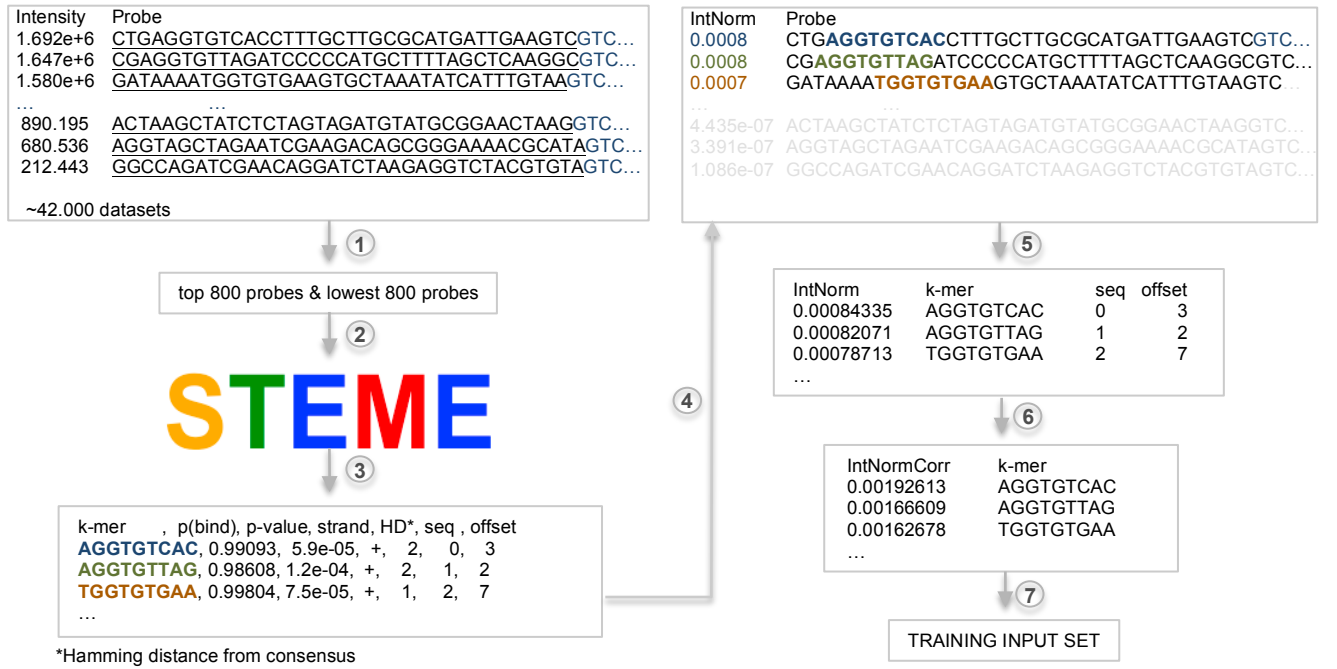 Intensity Probe
1.692e+6 CTGAGGTGTCACCTTTGCTTGCGCATGATTGAAGTCGTC…
1.647e+6 CGAGGTGTTAGATCCCCCATGCTTTTAGCTCAAGGCGTC…
1.580e+6 GATAAAATGGTGTGAAGTGCTAAATATCATTTGTAAGTC…
… …
890.195 ACTAAGCTATCTCTAGTAGATGTATGCGGAACTAAGGTC…
680.536 AGGTAGCTAGAATCGAAGACAGCGGGAAAACGCATAGTC…
212.443 GGCCAGATCGAACAGGATCTAAGAGGTCTACGTGTAGTC…
~42.000 datasets
1
top 800 probes & lowest 800 probes
2
STEME
3
k-mer , p(bind), p-value, strand, HD*, seq , offset
AGGTGTCAC, 0.99093, 5.9e-05, +, 2, 0, 3
AGGTGTTAG, 0.98608, 1.2e-04, +, 2, 1, 2
TGGTGTGAA, 0.99804, 7.5e-05, +, 1, 2, 7
…
*Hamming distance from consensus
4
IntNorm Probe
0.0008 CTGAGGTGTCACCTTTGCTTGCGCATGATTGAAGTCGTC…
0.0008 CGAGGTGTTAGATCCCCCATGCTTTTAGCTCAAGGCGTC…
0.0007 GATAAAATGGTGTGAAGTGCTAAATATCATTTGTAAGTC…
… …
4.435e-07 ACTAAGCTATCTCTAGTAGATGTATGCGGAACTAAGGTC…
3.391e-07 AGGTAGCTAGAATCGAAGACAGCGGGAAAACGCATAGTC…
1.086e-07 GGCCAGATCGAACAGGATCTAAGAGGTCTACGTGTAGTC…
5
IntNorm k-mer seq offset
0.00084335 AGGTGTCAC 0 3
0.00082071 AGGTGTTAG 1 2
0.00078713 TGGTGTGAA 2 7
…
6
IntNormCorr k-mer
0.00192613 AGGTGTCAC
0.00166609 AGGTGTTAG
0.00162678 TGGTGTGAA
…
7
TRAINING INPUT SET